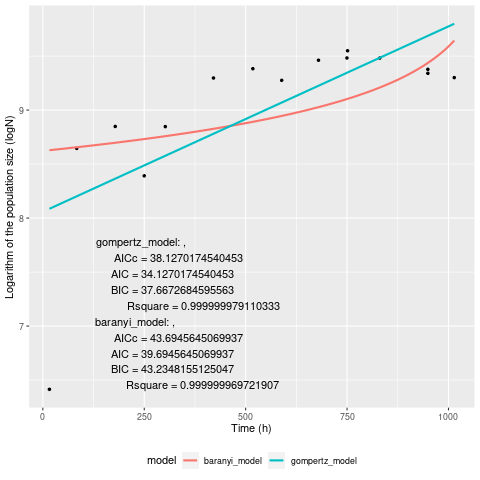 Logarithm of the population size (logN)
9
8
7
gompertz_model: ,
AICc = 38.1270174540453
AIC = 34.1270174540453
BIC = 37.6672684595563
Rsquare = 0.999999979110333
baranyi_model: ,
AICc = 43.6945645069937
AIC = 39.6945645069937
BIC = 43.2348155125047
Rsquare = 0.999999969721907
0 250 500 750 1000
Time (h)
model baranyi_model gompertz_model